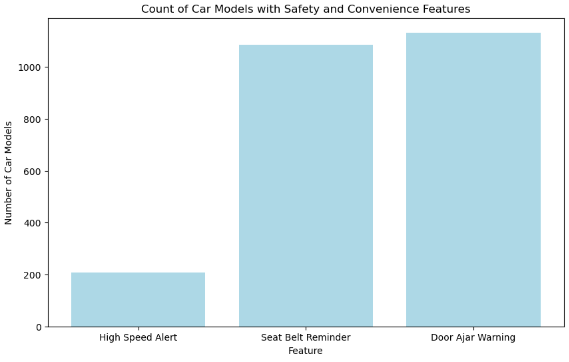 Count of Car Models with Safety and Convenience Features
Number of Car Models
1000
800
600
400
200
0
High Speed Alert
Seat Belt Reminder
Door Ajar Warning
Feature